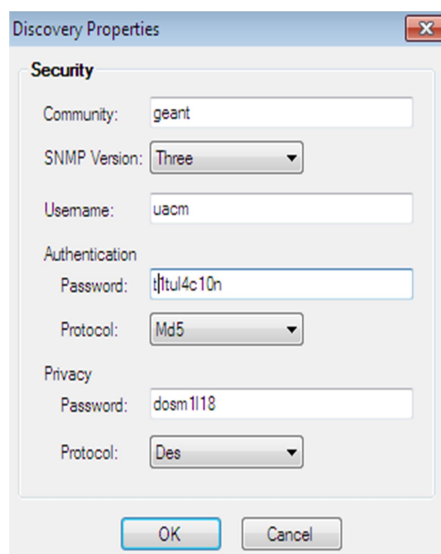 Discovery Properties
Security
Community: geant
SNMP Version: Three
Username: uacm
Authentication
Password: t1tul4c10n
Protocol: Md5
Privacy
Password: dosm1l18
Protocol: Des
OK Cancel